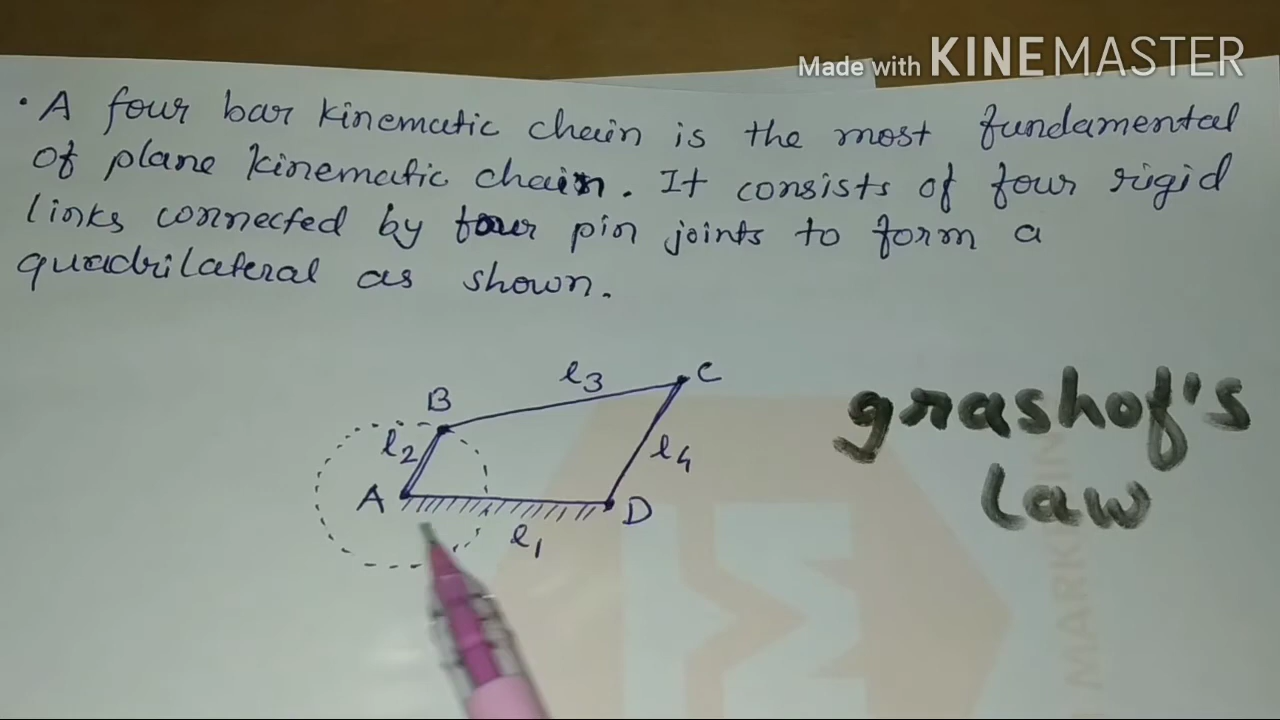 Made with KINEMASTER
• A four bar kinematic chain is the most fundamental
of plane kinematic chain. It consists of four rigid
links connected by four pin joints to form a
quadrilateral as shown.
l3 C
B
l2 l4
A D
l1
grashof's
law
MARKETIN